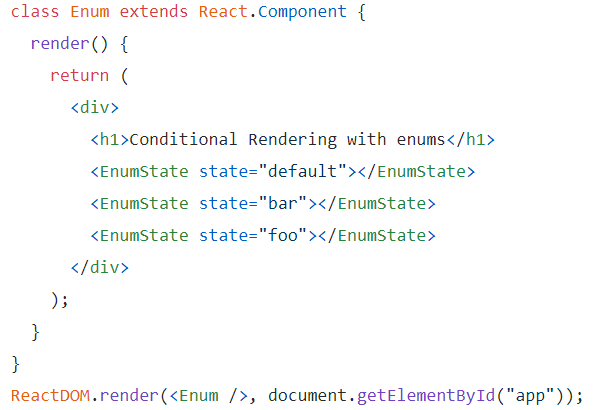 class Enum extends React.Component {
  render() {
    return (
      <div>
        <h1>Conditional Rendering with enums</h1>
        <EnumState state="default"></EnumState>
        <EnumState state="bar"></EnumState>
        <EnumState state="foo"></EnumState>
      </div>
    );
  }
}
ReactDOM.render(<Enum />, document.getElementById("app"));